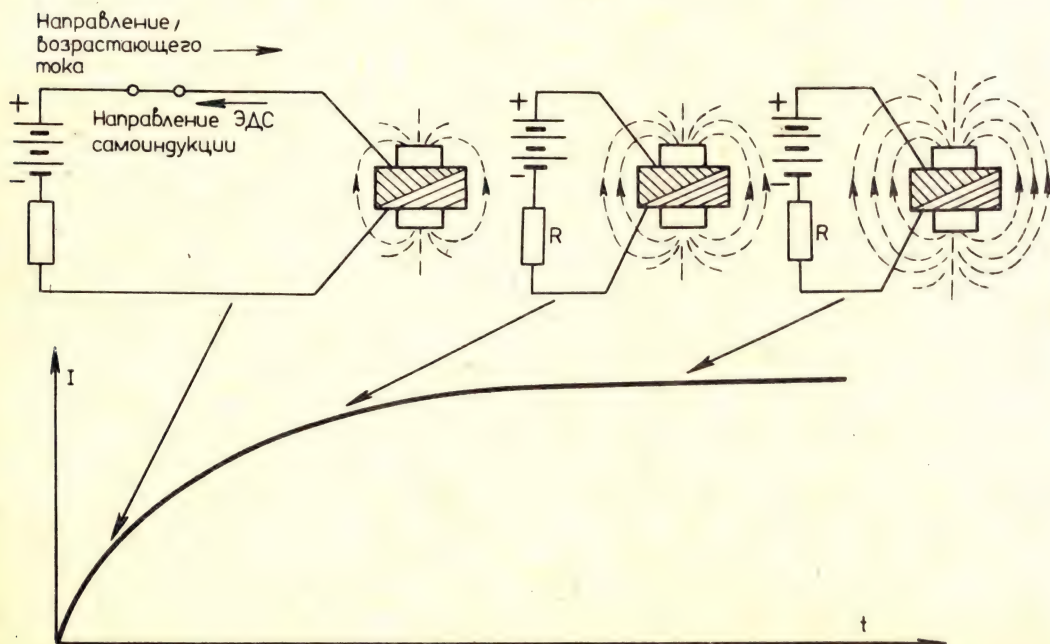 Направление,
возрастающего
тока
Направление ЭДС
самоиндукции
+
-
+
-
R
+
-
R
I
t